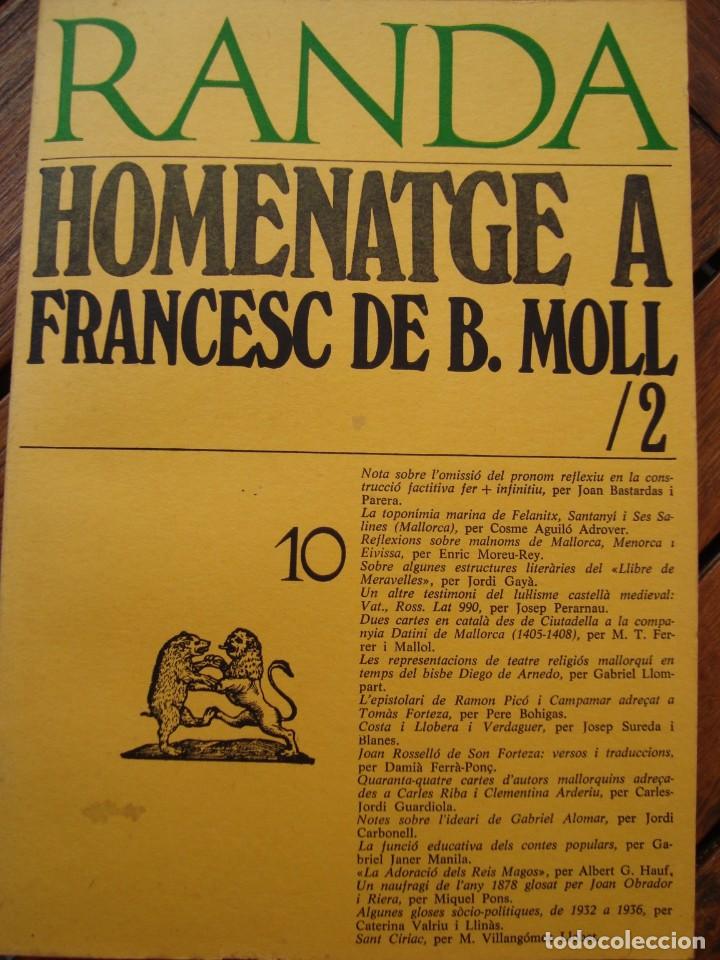 RANDA
HOMENATGE A
FRANCESC DE B. MOLL
/2
10
Nota sobre l'omissió del pronom reflexiu en la cons-
trucció factitiva fer + infinitiu, per Joan Bastardas i
Parera.
La toponímia marina de Felanitx, Santanyí i Ses Sa-
lines (Mallorca), per Cosme Aguiló Adrover.
Reflexions sobre malnoms de Mallorca, Menorca i
Eivissa, per Enric Moreu-Rey.
Sobre algunes estructures literàries del «Llibre de
Meravelles», per Jordi Gayà.
Un altre testimoni del lul·lisme castellà medieval:
Vat., Ross. Lat 990, per Josep Perarnau.
Dues cartes en català des de Ciutadella a la compa-
nyia Datini de Mallorca (1405-1408), per M. T. Fer-
rer i Mallol.
Les representacions de teatre religiós mallorquí en
temps del bisbe Diego de Arnedo, per Gabriel Llom-
part.
L'epistolari de Ramon Picó i Campamar adreçat a
Tomàs Forteza, per Pere Bohigas.
Costa i Llobera i Verdaguer, per Josep Sureda i
Blanes.
Joan Rosselló de Son Forteza: versos i traduccions,
per Damià Ferrà-Ponç.
Quaranta-quatre cartes d'autors mallorquins adreça-
des a Carles Riba i Clementina Arderiu, per Carles-
Jordi Guardiola.
Notes sobre l'ideari de Gabriel Alomar, per Jordi
Carbonell.
La funció educativa dels contes populars, per Ga-
briel Janer Manila.
«La Adoració dels Reis Magos», per Albert G. Hauf,
Un naufragi de l'any 1878 glosat per Joan Obrador
i Riera, per Miquel Pons.
Algunes gloses sòcio-polítiques, de 1932 a 1936, per
Caterina Valriu i Llinàs.
Sant Ciriac, per M. Villangómez
todocoleccion